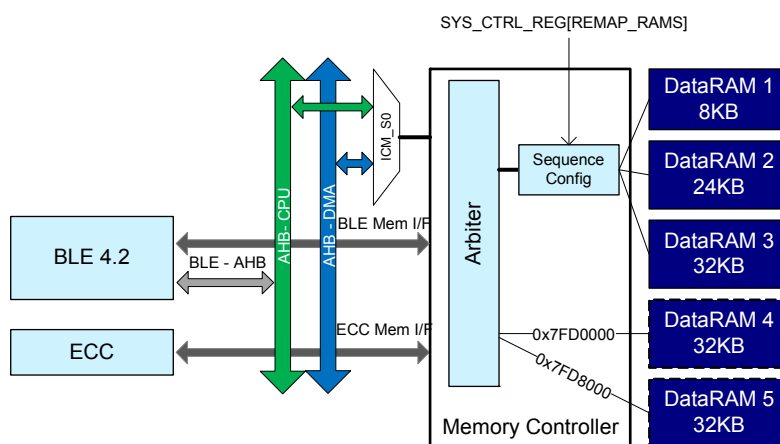 SYS_CTRL_REG[REMAP_RAMS]
DataRAM 1
8KB
ICM_S0
Sequence
Config
DataRAM 2
24KB
AHB- CPU
AHB - DMA
Arbiter
BLE Mem I/F
BLE 4.2
BLE - AHB
DataRAM 3
32KB
ECC Mem I/F
ECC
0x7FD0000
DataRAM 4
32KB
0x7FD8000
DataRAM 5
32KB
Memory Controller